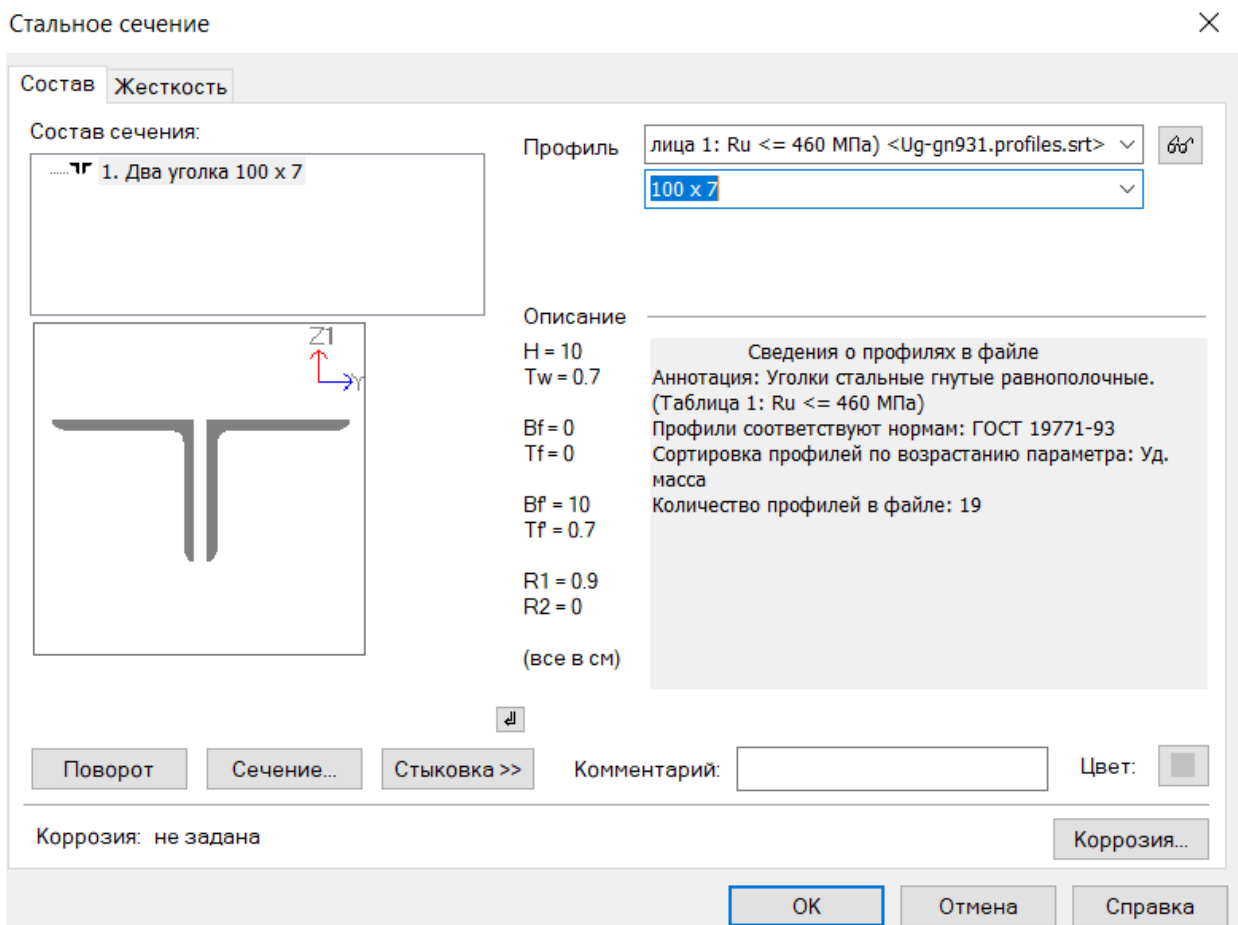 Стальное сечение
Состав Жесткость
Состав сечения:
1. Два уголка 100 x 7
Профиль
лица 1: Ru <= 460 МПа) <Ug-gn931.profiles.srt>
100 x 7
Z1
Y
Описание
H = 10
Tw = 0.7
Bf = 0
Tf = 0
Bf' = 10
Tf' = 0.7
R1 = 0.9
R2 = 0
(все в см)
Сведения о профилях в файле
Аннотация: Уголки стальные гнутые равнополочные.
(Таблица 1: Ru <= 460 МПа)
Профили соответствуют нормам: ГОСТ 19771-93
Сортировка профилей по возрастанию параметра: Уд.
масса
Количество профилей в файле: 19
Поворот Сечение... Стыковка >> Комментарий: Цвет:
Коррозия: не задана Коррозия...
ОК Отмена Справка